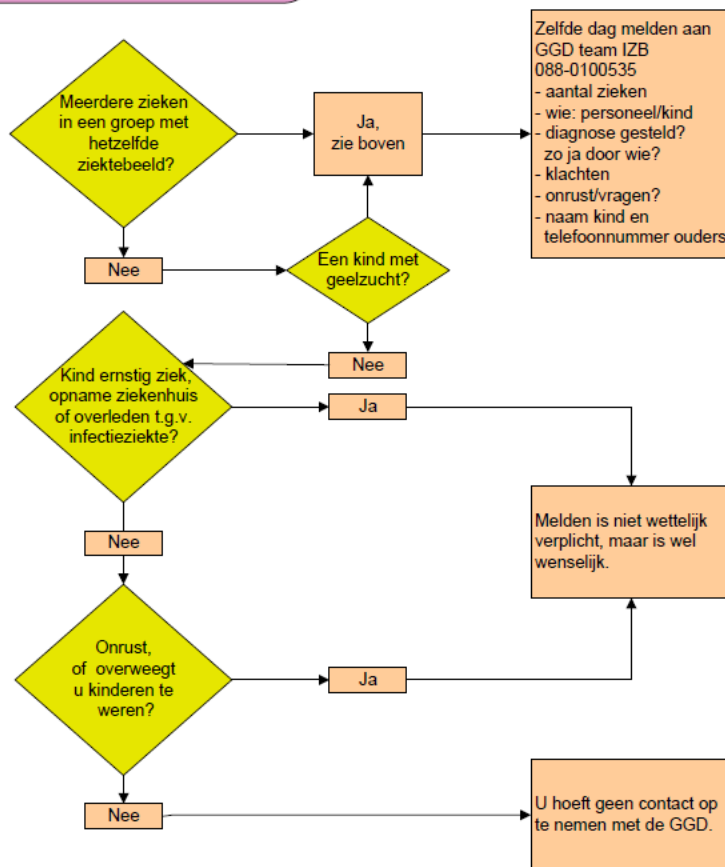 Meerdere zieken
in een groep met
hetzelfde
ziektebeeld?
Ja,
zie boven
Zelfde dag melden aan
GGD team IZB
088-0100535
- aantal zieken
- wie: personeel/kind
- diagnose gesteld?
zo ja door wie?
- klachten
- onrust/vragen?
- naam kind en
telefoonnummer ouders
Nee
Een kind met
geelzucht?
Nee
Kind ernstig ziek,
opname ziekenhuis
of overleden t.g.v.
infectieziekte?
Ja
Melden is niet wettelijk
verplicht, maar is wel
wenselijk.
Nee
Onrust,
of overweegt
u kinderen te
weren?
Ja
Nee
U hoeft geen contact op
te nemen met de GGD.